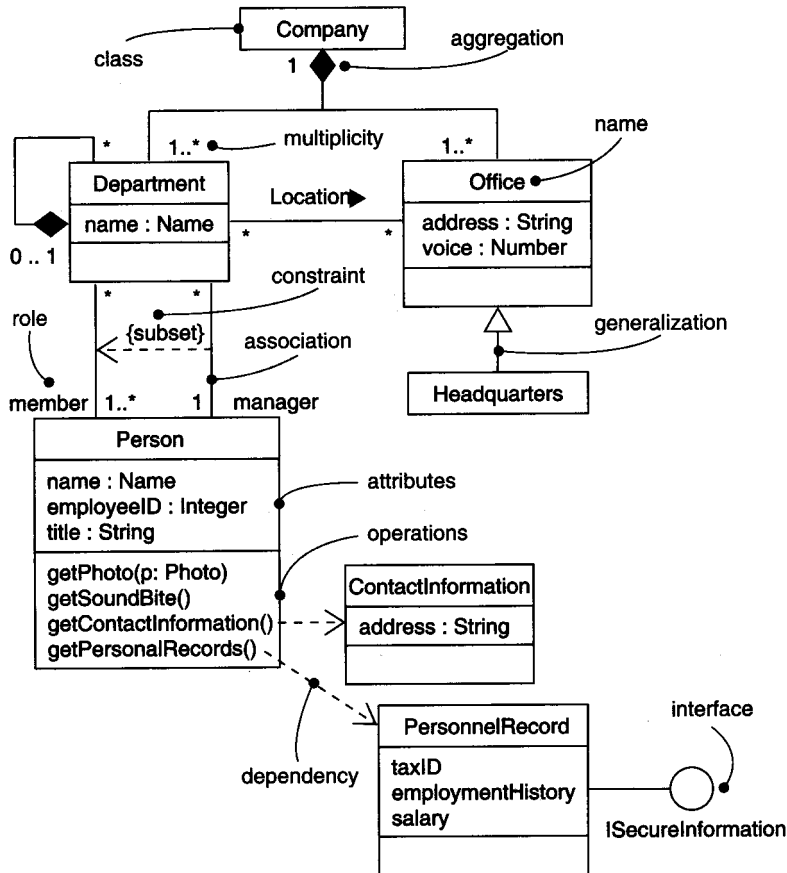 Company
class
1
aggregation
*
1..*
multiplicity
1..*
name
Department
Location
Office
name : Name
address : String
voice : Number
*
*
0 .. 1
*
*
constraint
role
{subset}
association
generalization
member
1..*
1
manager
Headquarters
Person
name : Name
employeeID : Integer
title : String
attributes
operations
getPhoto(p: Photo)
getSoundBite()
getContactInformation()
getPersonalRecords()
ContactInformation
address : String
PersonnelRecord
interface
taxID
employmentHistory
salary
dependency
ISecureInformation